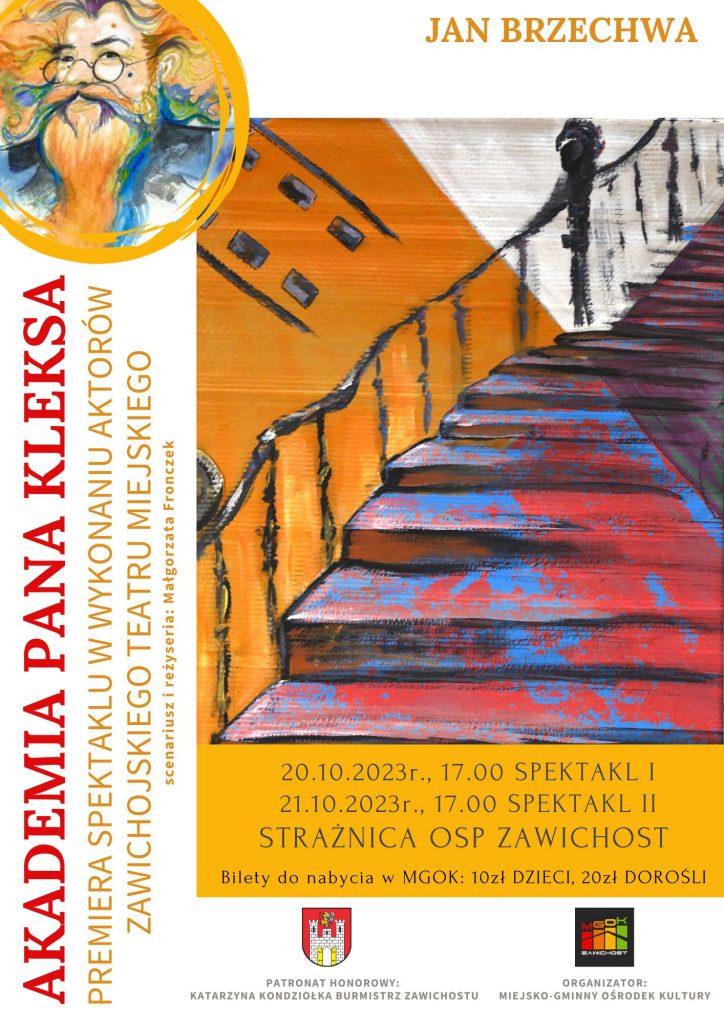 JAN BRZECHWA
AKADEMIA PANA KLEKSA
PREMIERA SPEKTAKLU W WYKONANIU AKTORÓW
ZAWICHOJSKIEGO TEATRU MIEJSKIEGO
scenariusz i reżyseria: Małgorzata Fronczek
20.10.2023r., 17.00 SPEKTAKL I
21.10.2023r., 17.00 SPEKTAKL II
STRAŻNICA OSP ZAWICHOST
Bilety do nabycia w MGOK: 10zł DZIECI, 20zł DOROŚLI
MGOK
ZAWICHOST
PATRONAT HONOROWY:
KATARZYNA KONDZIOŁKA BURMISTRZ ZAWICHOSTU
ORGANIZATOR:
MIEJSKO-GMINNY OŚRODEK KULTURY